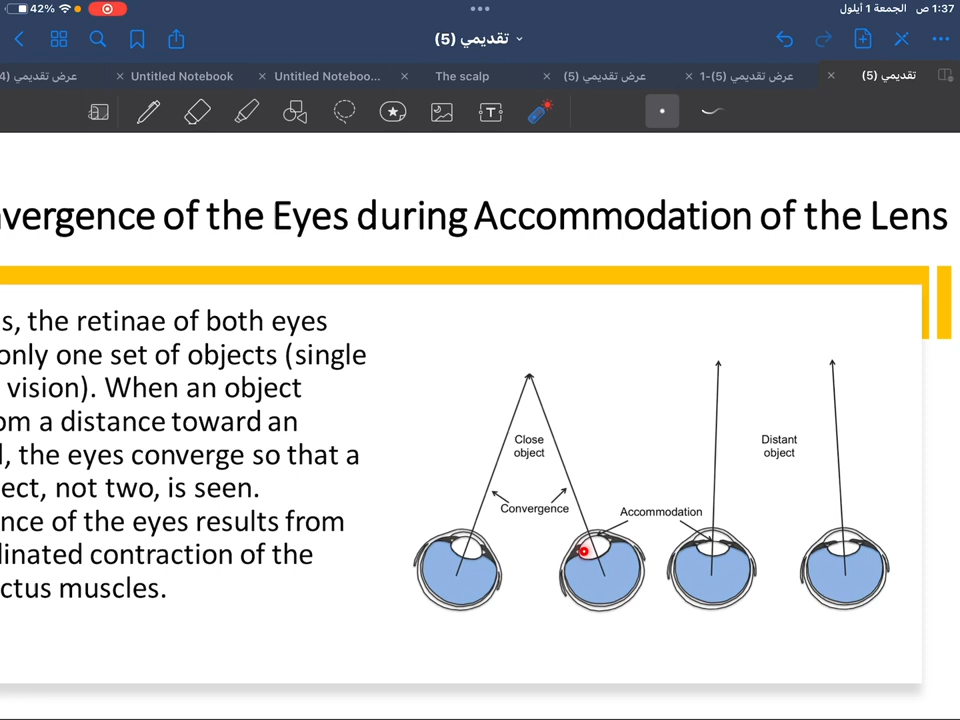 42%
1:37 ص الجمعة 1 أيلول
تقديمي (5)
عرض تقديمي (4
Untitled Notebook
Untitled Noteboo...
The scalp
عرض تقديمي (5)
عرض تقديمي (5)-1
تقديمي (5)
T
vergence of the Eyes during Accommodation of the Lens
s, the retinae of both eyes
only one set of objects (single
vision). When an object
om a distance toward an
l, the eyes converge so that a
ect, not two, is seen.
nce of the eyes results from
linated contraction of the
ctus muscles.
Close
object
Distant
object
Convergence
Accommodation